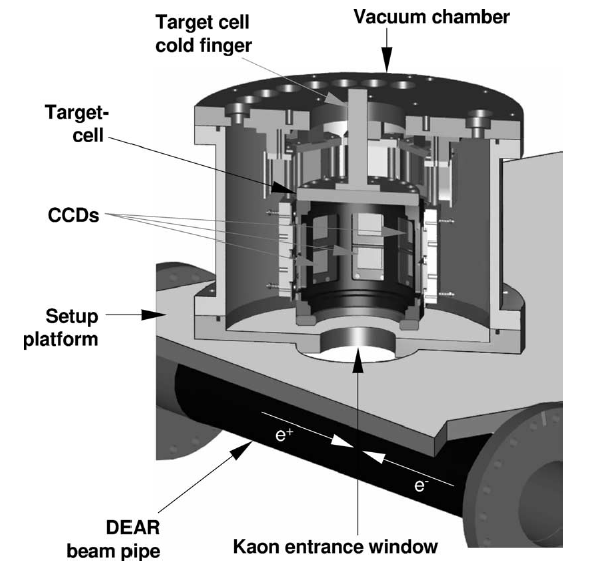 Target cell
cold finger
Vacuum chamber
Target-
cell
CCDs
Setup
platform
e+
e-
DEAR
beam pipe
Kaon entrance window